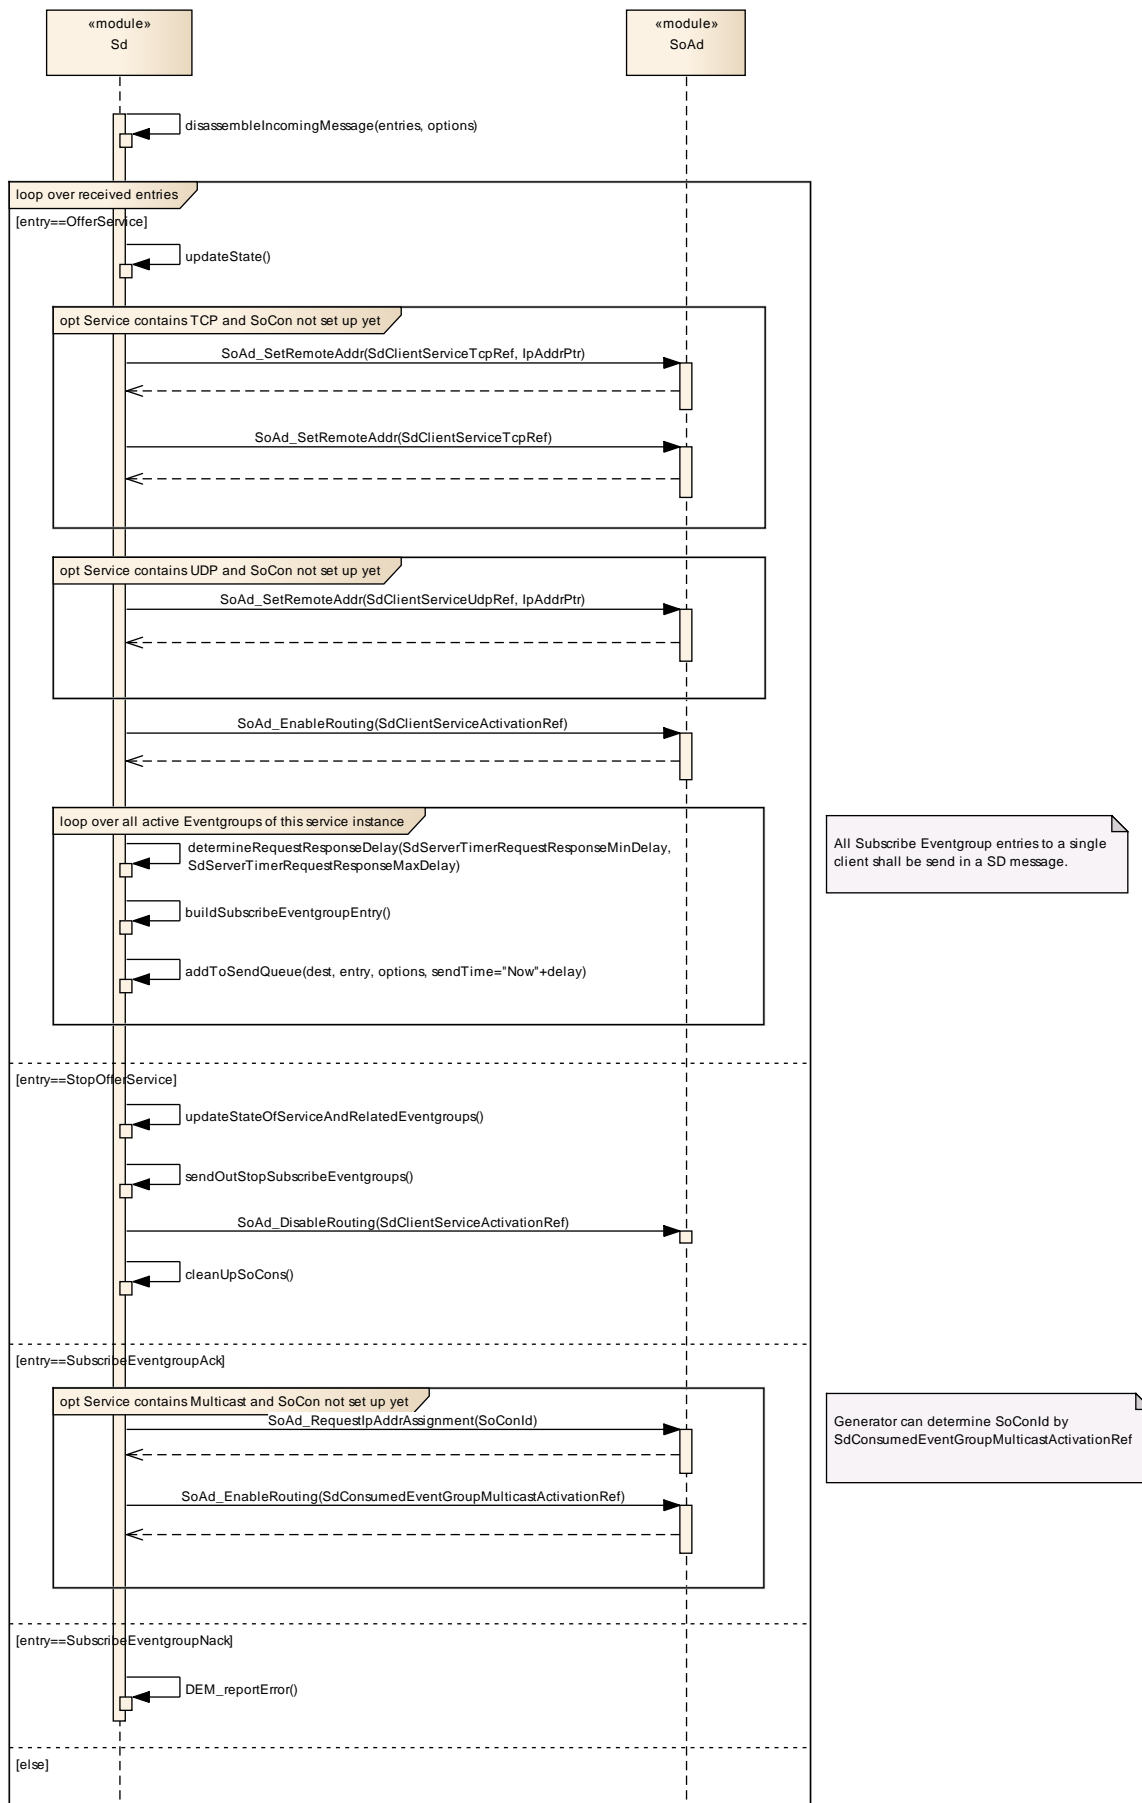 «module»
Sd
«module»
SoAd
disassembleIncomingMessage(entries, options)
loop over received entries
[entry==OfferService]
updateState()
opt Service contains TCP and SoCon not set up yet
SoAd_SetRemoteAddr(SdClientServiceTcpRef, IpAddrPtr)
SoAd_SetRemoteAddr(SdClientServiceTcpRef)
opt Service contains UDP and SoCon not set up yet
SoAd_SetRemoteAddr(SdClientServiceUdpRef, IpAddrPtr)
SoAd_EnableRouting(SdClientServiceActivationRef)
loop over all active Eventgroups of this service instance
determineRequestResponseDelay(SdServerTimerRequestResponseMinDelay,
SdServerTimerRequestResponseMaxDelay)
All Subscribe Eventgroup entries to a single
client shall be send in a SD message.
buildSubscribeEventgroupEntry()
addToSendQueue(dest, entry, options, sendTime="Now"+delay)
[entry==StopOfferService]
updateStateOfServiceAndRelatedEventgroups()
sendOutStopSubscribeEventgroups()
SoAd_DisableRouting(SdClientServiceActivationRef)
cleanUpSoCons()
[entry==SubscribeEventgroupAck]
opt Service contains Multicast and SoCon not set up yet
SoAd_RequestIpAddrAssignment(SoConId)
Generator can determine SoConId by
SdConsumedEventGroupMulticastActivationRef
SoAd_EnableRouting(SdConsumedEventGroupMulticastActivationRef)
[entry==SubscribeEventgroupNack]
DEM_reportError()
[else]